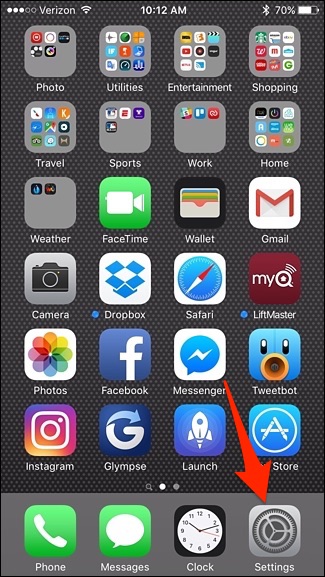 Verizon 10:12 AM 70%
Photo Utilities Entertainment Shopping
Travel Sports Work Home
Weather FaceTime Wallet Gmail
myQ
Camera Dropbox Safari LiftMaster
Photos Facebook Messenger Tweetbot
Instagram Glympse Launch Store
Phone Messages Clock Settings